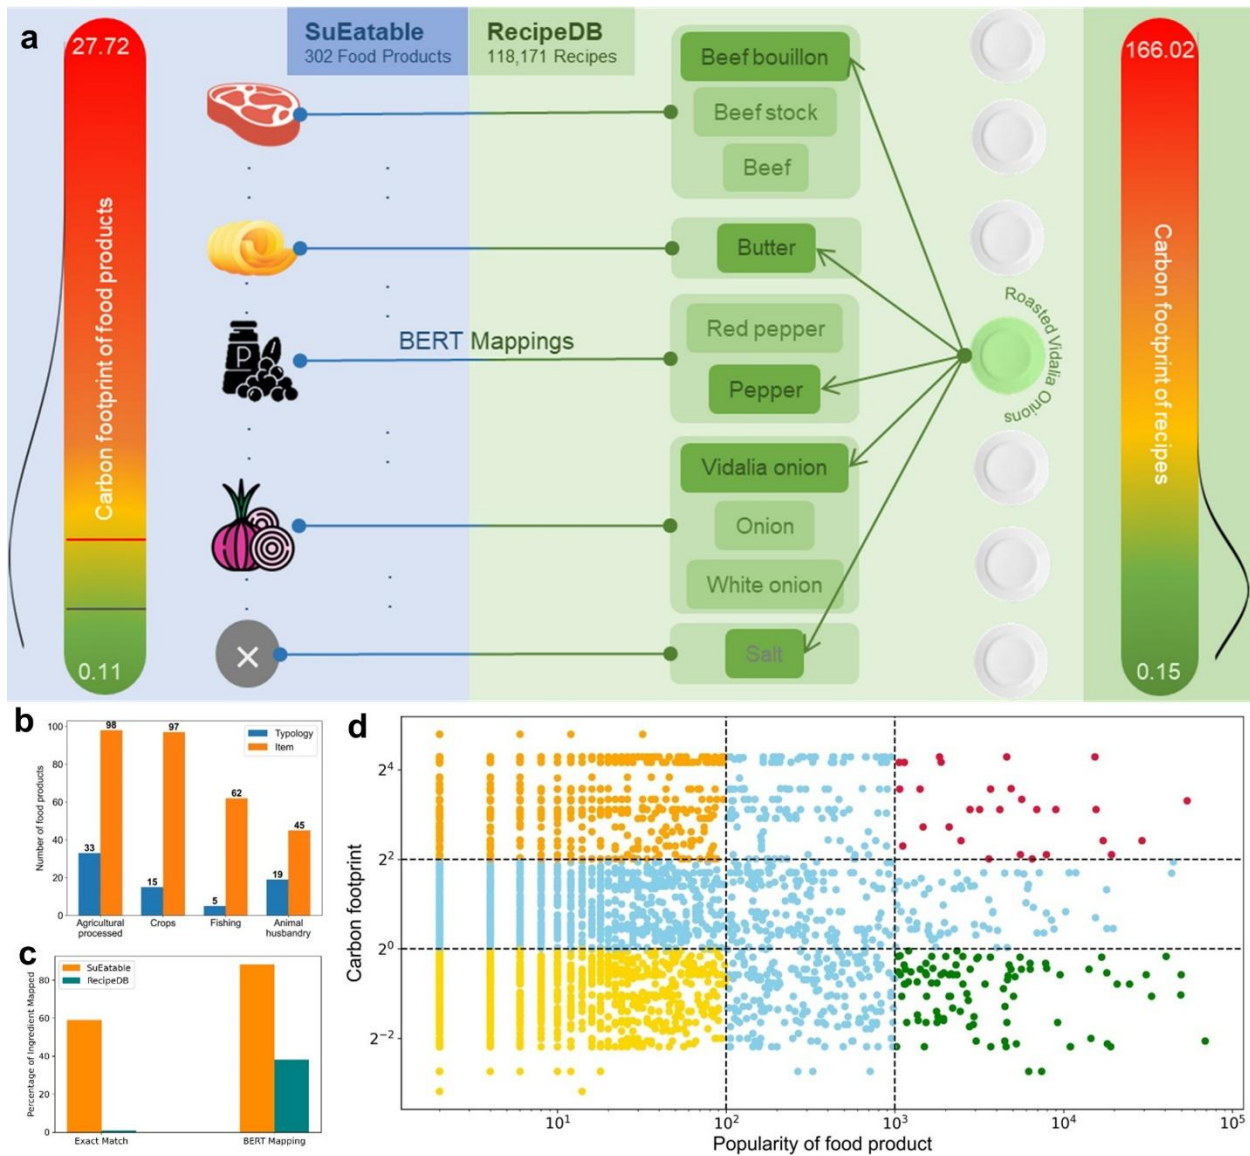 a
27.72
Carbon footprint of food products
0.11
SuEatable
302 Food Products
RecipeDB
118,171 Recipes
P
BERT Mappings
Beef bouillon
Beef stock
Beef
Butter
Red pepper
Pepper
Vidalia onion
Onion
White onion
Salt
Roasted Vidalia Onions
166.02
Carbon footprint of recipes
0.15
b
Number of food products
100
80
60
40
20
0
Typology
Item
33
98
15
97
5
62
19
45
Agricultural
processed
Crops
Fishing
Animal
husbandry
c
Percentage of Ingredient Mapped
80
60
40
20
0
SuEatable
RecipeDB
Exact Match
BERT Mapping
d
Carbon footprint
2⁴
2²
2⁰
2⁻²
10¹
10²
10³
10⁴
10⁵
Popularity of food product